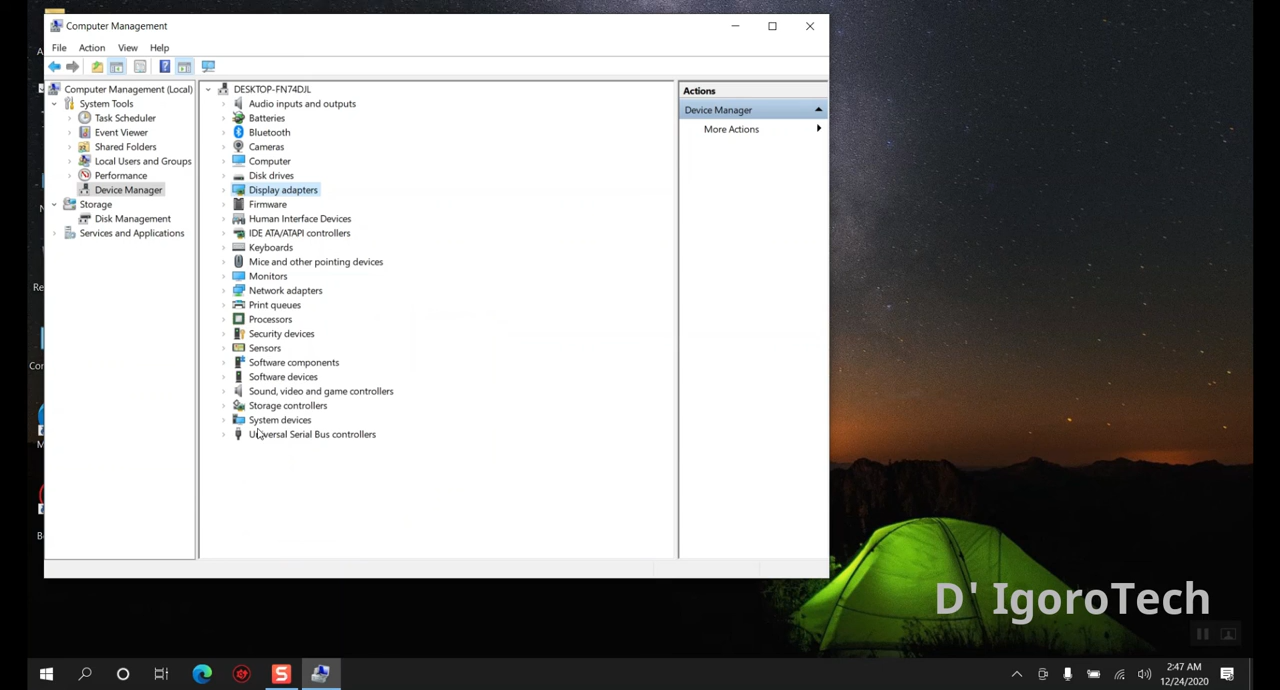 Computer Management
File Action View Help
Computer Management (Local)
System Tools
Task Scheduler
Event Viewer
Shared Folders
Local Users and Groups
Performance
Device Manager
Storage
Disk Management
Services and Applications
DESKTOP-FN74DJL
Audio inputs and outputs
Batteries
Bluetooth
Cameras
Computer
Disk drives
Display adapters
Firmware
Human Interface Devices
IDE ATA/ATAPI controllers
Keyboards
Mice and other pointing devices
Monitors
Network adapters
Print queues
Processors
Security devices
Sensors
Software components
Software devices
Sound, video and game controllers
Storage controllers
System devices
Universal Serial Bus controllers
Actions
Device Manager
More Actions
D' IgoroTech
2:47 AM
12/24/2020